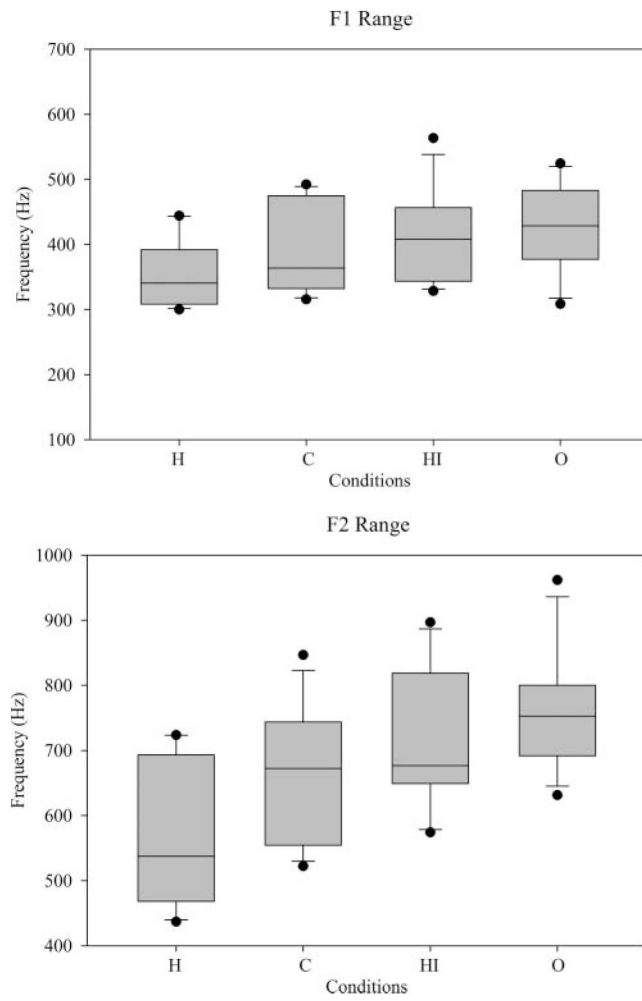 F1 Range
700
600
500
400
300
200
100
Frequency (Hz)
H C HI O
Conditions
F2 Range
1000
900
800
700
600
500
400
Frequency (Hz)
H C HI O
Conditions